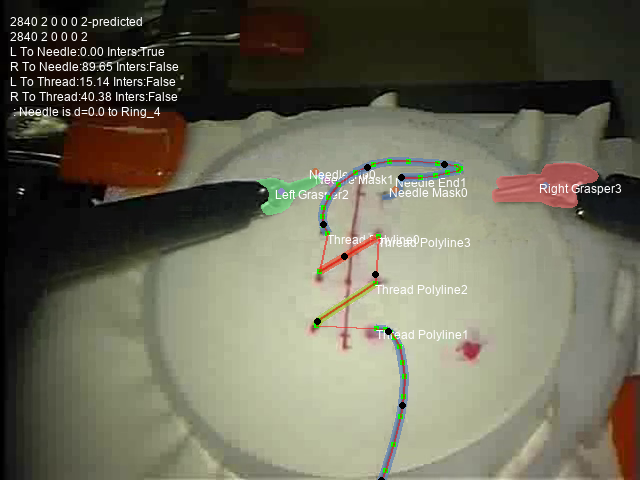 2840 2 0 0 0 2-predicted
2840 2 0 0 0 2
L To Needle:0.00 Inters:True
R To Needle:89.65 Inters:False
L To Thread:15.14 Inters:False
R To Thread:40.38 Inters:False
: Needle is d=0.0 to Ring_4
Mask1
Needle End1
Right Grasper3
Left Grasper2
Needle Mask0
Thread Polyline0
Thread Polyline3
Thread Polyline2
Thread Polyline1